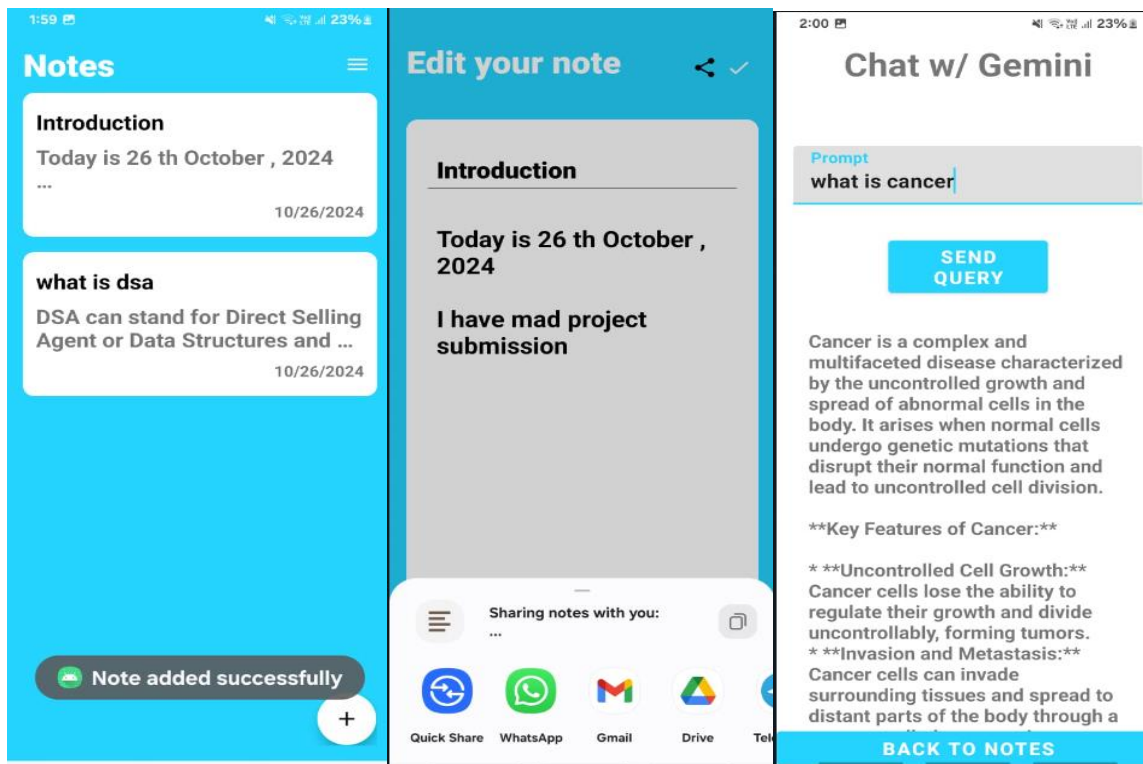 1:59
23%
Notes
Introduction
Today is 26 th October , 2024
...
10/26/2024
what is dsa
DSA can stand for Direct Selling
Agent or Data Structures and ...
10/26/2024
Note added successfully
+
Edit your note
Introduction
Today is 26 th October ,
2024
I have mad project
submission
Sharing notes with you:
...
Quick Share WhatsApp Gmail Drive
2:00
23%
Chat w/ Gemini
Prompt
what is cancer
SEND
QUERY
Cancer is a complex and
multifaceted disease characterized
by the uncontrolled growth and
spread of abnormal cells in the
body. It arises when normal cells
undergo genetic mutations that
disrupt their normal function and
lead to uncontrolled cell division.
**Key Features of Cancer:**
* **Uncontrolled Cell Growth:**
Cancer cells lose the ability to
regulate their growth and divide
uncontrollably, forming tumors.
* **Invasion and Metastasis:**
Cancer cells can invade
surrounding tissues and spread to
distant parts of the body through a
BACK TO NOTES